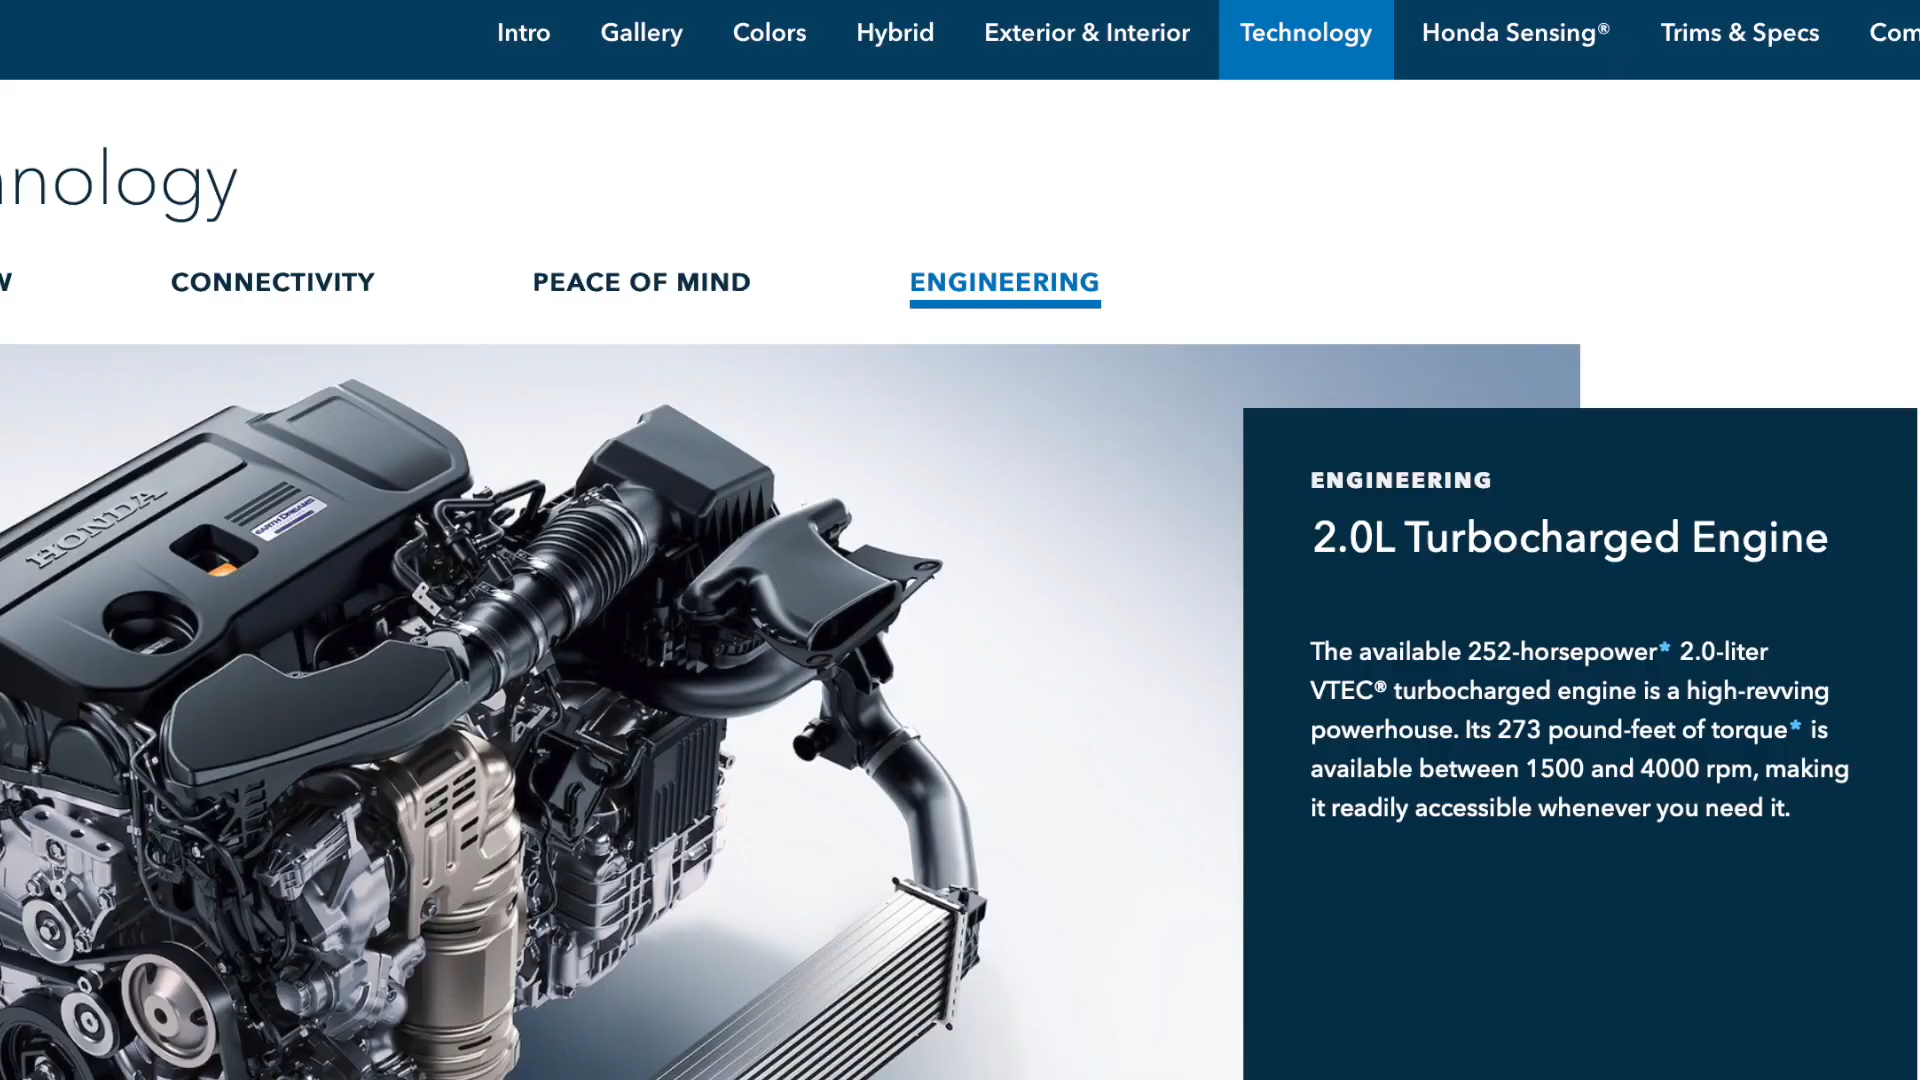 Intro Gallery Colors Hybrid Exterior & Interior Technology Honda Sensing® Trims & Specs Com
nology
W CONNECTIVITY PEACE OF MIND ENGINEERING
HONDA
EARTH DREAMS
ENGINEERING
2.0L Turbocharged Engine
The available 252-horsepower* 2.0-liter
VTEC® turbocharged engine is a high-revving
powerhouse. Its 273 pound-feet of torque* is
available between 1500 and 4000 rpm, making
it readily accessible whenever you need it.